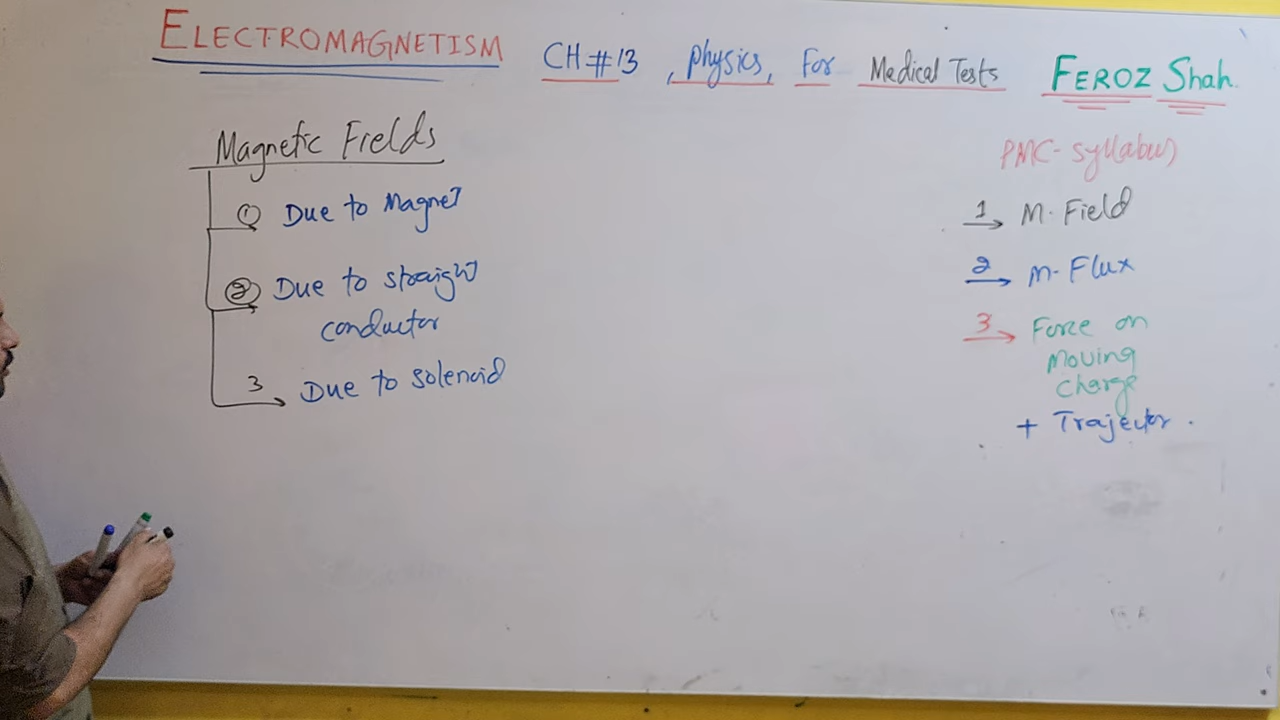 ELECTROMAGNETISM CH#13, Physics, For Medical Tests FEROZ Shah.
Magnetic Fields
① Due to Magnet
② Due to straight
conductor
3 Due to solenoid
PMC-syllabus
1 M. Field
2 m. Flux
3 Force on
Moving
charge
+ Trajector.